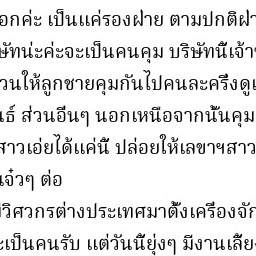 อกค่ะ เป็นแค่รองฝ่าย ตามปกติฝ่า
ษัทน่ะค่ะจะเป็นคนคุม บริษัทนี้เจ้าข
วนให้ลูกชายคุมกันไปคนละครึ่งดูเ
นธ์ ส่วนอื่นๆ นอกเหนือจากนั้นคุม
สาวเอ่ยได้แค่นี้ ปล่อยให้เลขาฯสาว
แจ๋วๆ ต่อ
วิศวกรต่างประเทศมาตั้งเครื่องจัก
ะเป็นคนรับ แต่วันนี้ยุ่งๆ มีงานเลี้ยง